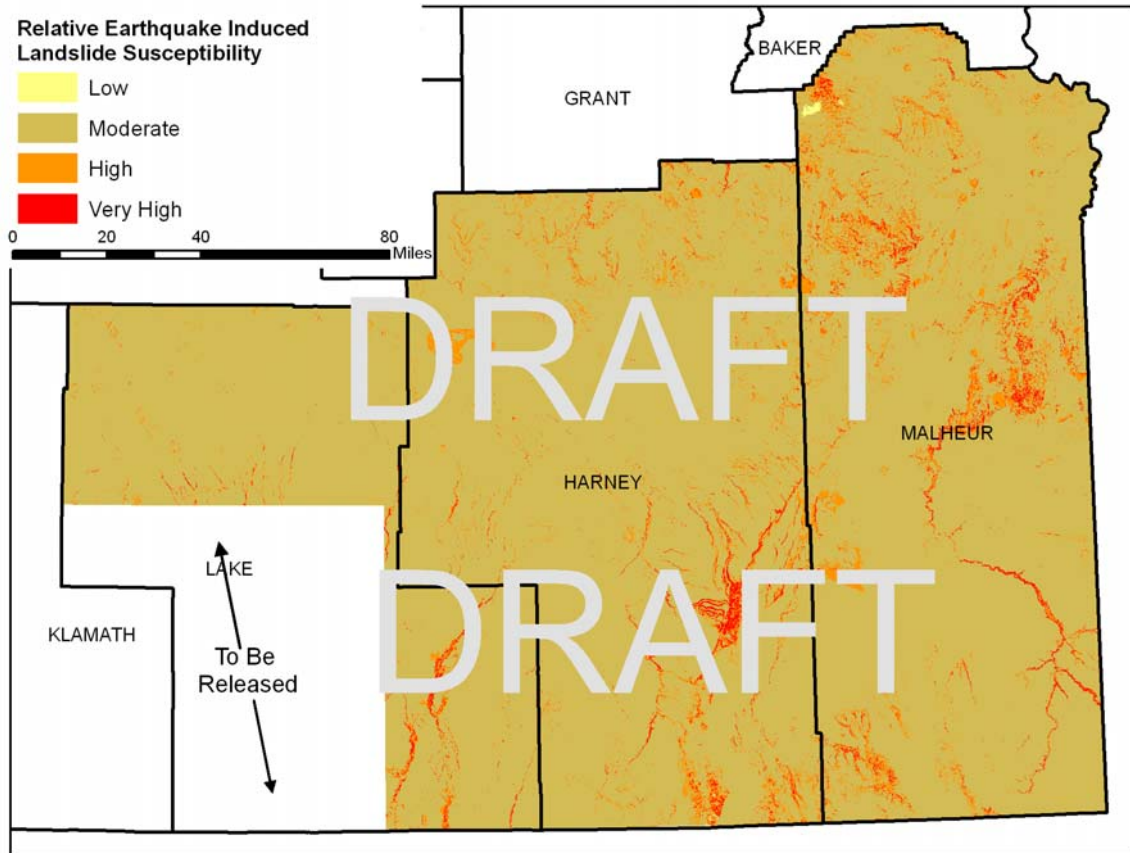 Relative Earthquake Induced
Landslide Susceptibility
Low
Moderate
High
Very High
0 20 40 80
Miles
BAKER
GRANT
DRAFT
MALHEUR
HARNEY
LAKE
DRAFT
KLAMATH
To Be
Released